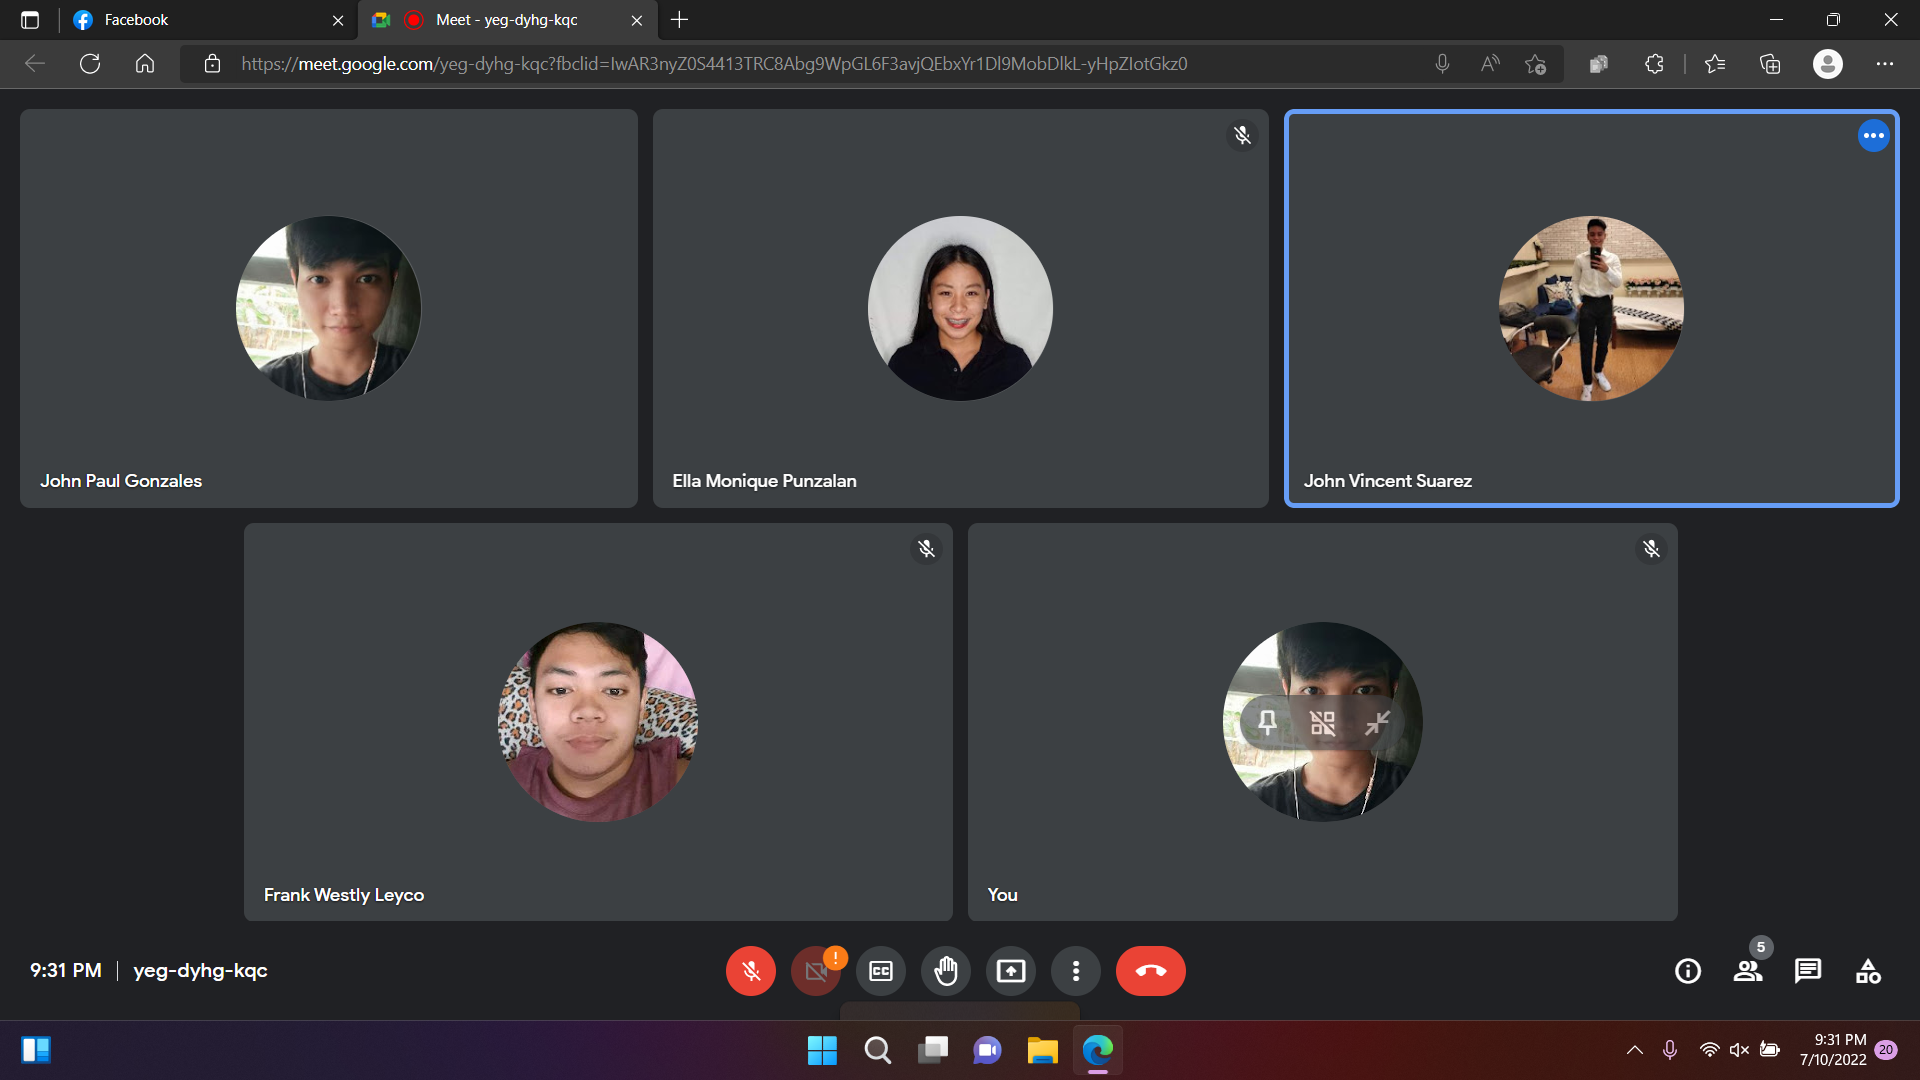 Facebook
Meet - yeg-dyhg-kqc
https://meet.google.com/yeg-dyhg-kqc?fbclid=IwAR3nyZ0S4413TRC8Abg9WpGL6F3avjQEbxYr1Dl9MobDlkL-yHpZIotGkz0
John Paul Gonzales
Ella Monique Punzalan
John Vincent Suarez
Frank Westly Leyco
You
9:31 PM
yeg-dyhg-kqc
!
CC
5
9:31 PM
7/10/2022
20